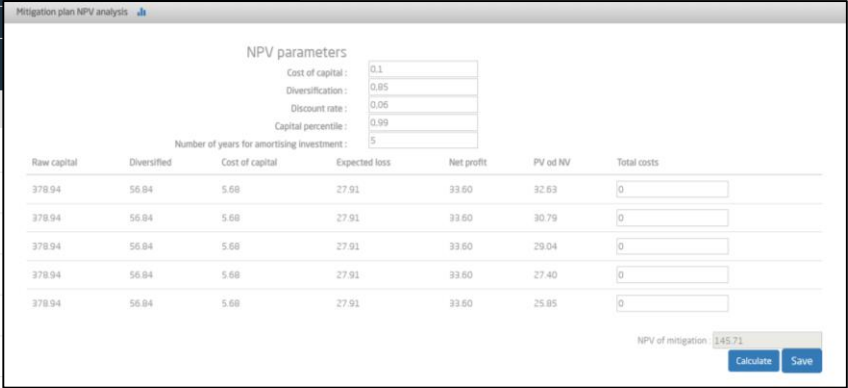 Mitigation plan NPV analysis
NPV parameters
Cost of capital : 0,1
Diversification : 0,85
Discount rate : 0,06
Capital percentile : 0,99
Number of years for amortising investment : 5
Raw capital Diversified Cost of capital Expected loss Net profit PV od NV Total costs
378.94 56.84 5.68 27.91 33.60 32.63 0
378.94 56.84 5.68 27.91 33.60 30.79 0
378.94 56.84 5.68 27.91 33.60 29.04 0
378.94 56.84 5.68 27.91 33.60 27.40 0
378.94 56.84 5.68 27.91 33.60 25.85 0
NPV of mitigation : 145.71
Calculate Save